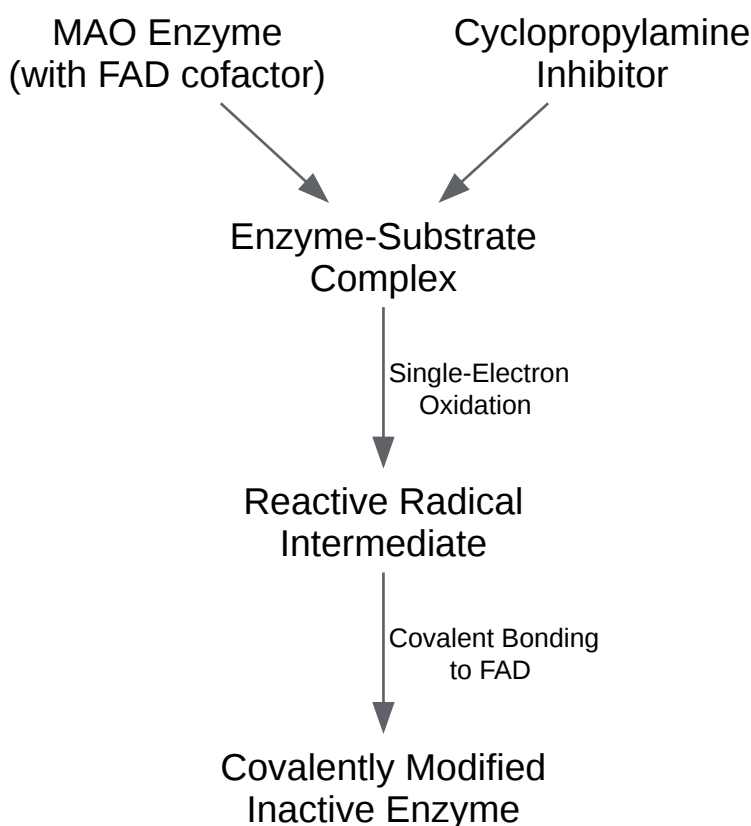 MAO Enzyme
(with FAD cofactor)
Cyclopropylamine
Inhibitor
Enzyme-Substrate
Complex
Single-Electron
Oxidation
Reactive Radical
Intermediate
Covalent Bonding
to FAD
Covalently Modified
Inactive Enzyme